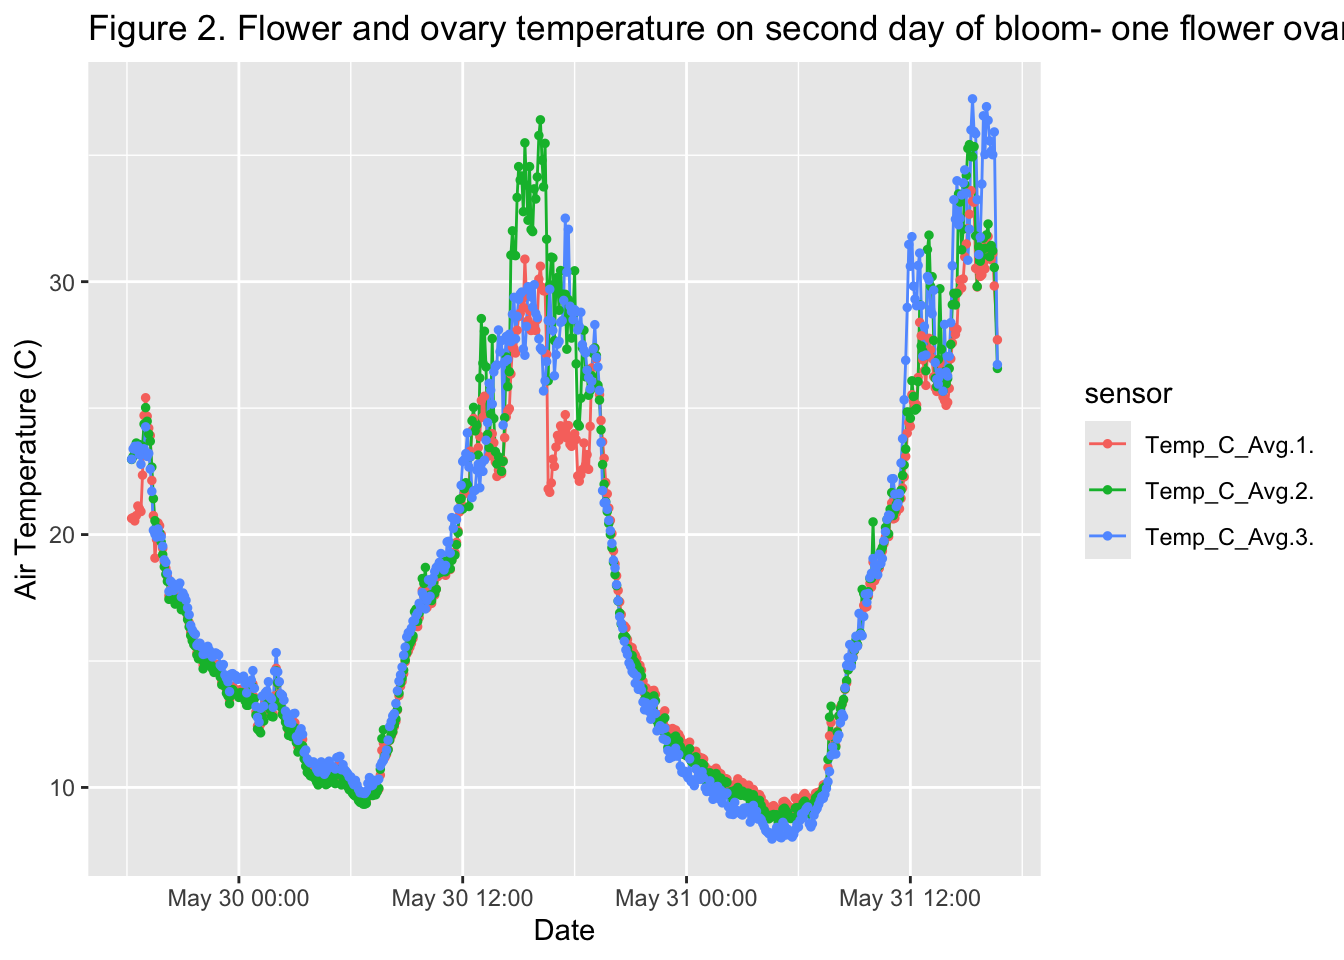 Figure 2. Flower and ovary temperature on second day of bloom- one flower ovar
Air Temperature (C)
30
20
10
May 30 00:00
May 30 12:00
May 31 00:00
May 31 12:00
Date
sensor
Temp_C_Avg.1.
Temp_C_Avg.2.
Temp_C_Avg.3.